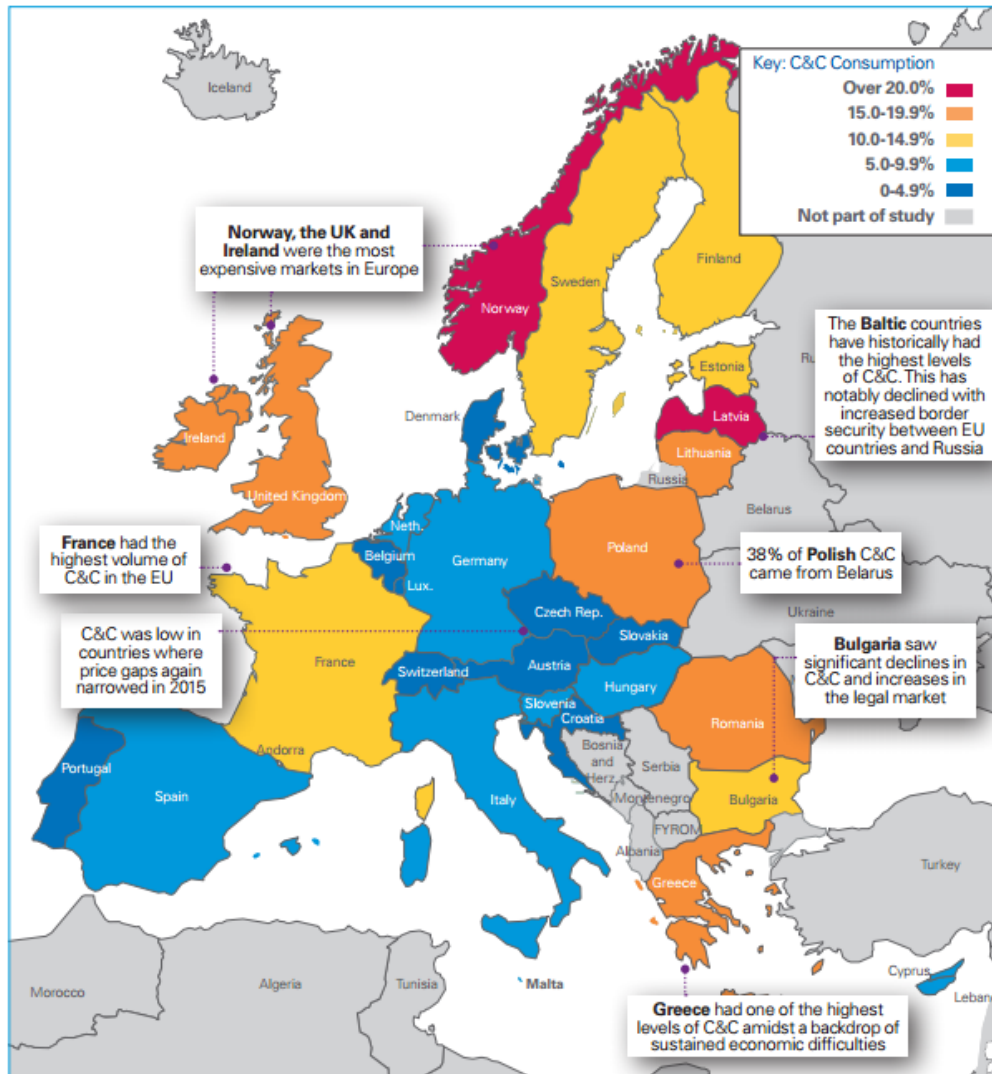 Iceland
Key: C&C Consumption
Over 20.0%
15.0-19.9%
10.0-14.9%
5.0-9.9%
0-4.9%
Not part of study
Norway, the UK and
Ireland were the most
expensive markets in Europe
Finland
Sweden
Norway
The Baltic countries
have historically had
the highest levels
of C&C. This has
notably declined with
increased border
security between EU
countries and Russia
Ru
Estonia
Denmark
Latvia
Ireland
Lithuania
Russia
United Kingdom
Belarus
Neth.
France had the
highest volume of
C&C in the EU
Belgium
Germany
Poland
38% of Polish C&C
came from Belarus
Lux.
Czech Rep.
Ukraine
C&C was low in
countries where
price gaps again
narrowed in 2015
Slovakia
Bulgaria saw
significant declines in
C&C and increases in
the legal market
France
Switzerland
Austria
Hungary
Slovenia
Croatia
Romania
Andorra
Bosnia
and
Herz.
Serbia
Portugal
Spain
Italy
Montenegro
Bulgaria
FYROM
Albania
Turkey
Greece
Cyprus
Morocco
Algeria
Tunisia
Malta
Leban
Greece had one of the highest
levels of C&C amidst a backdrop of
sustained economic difficulties